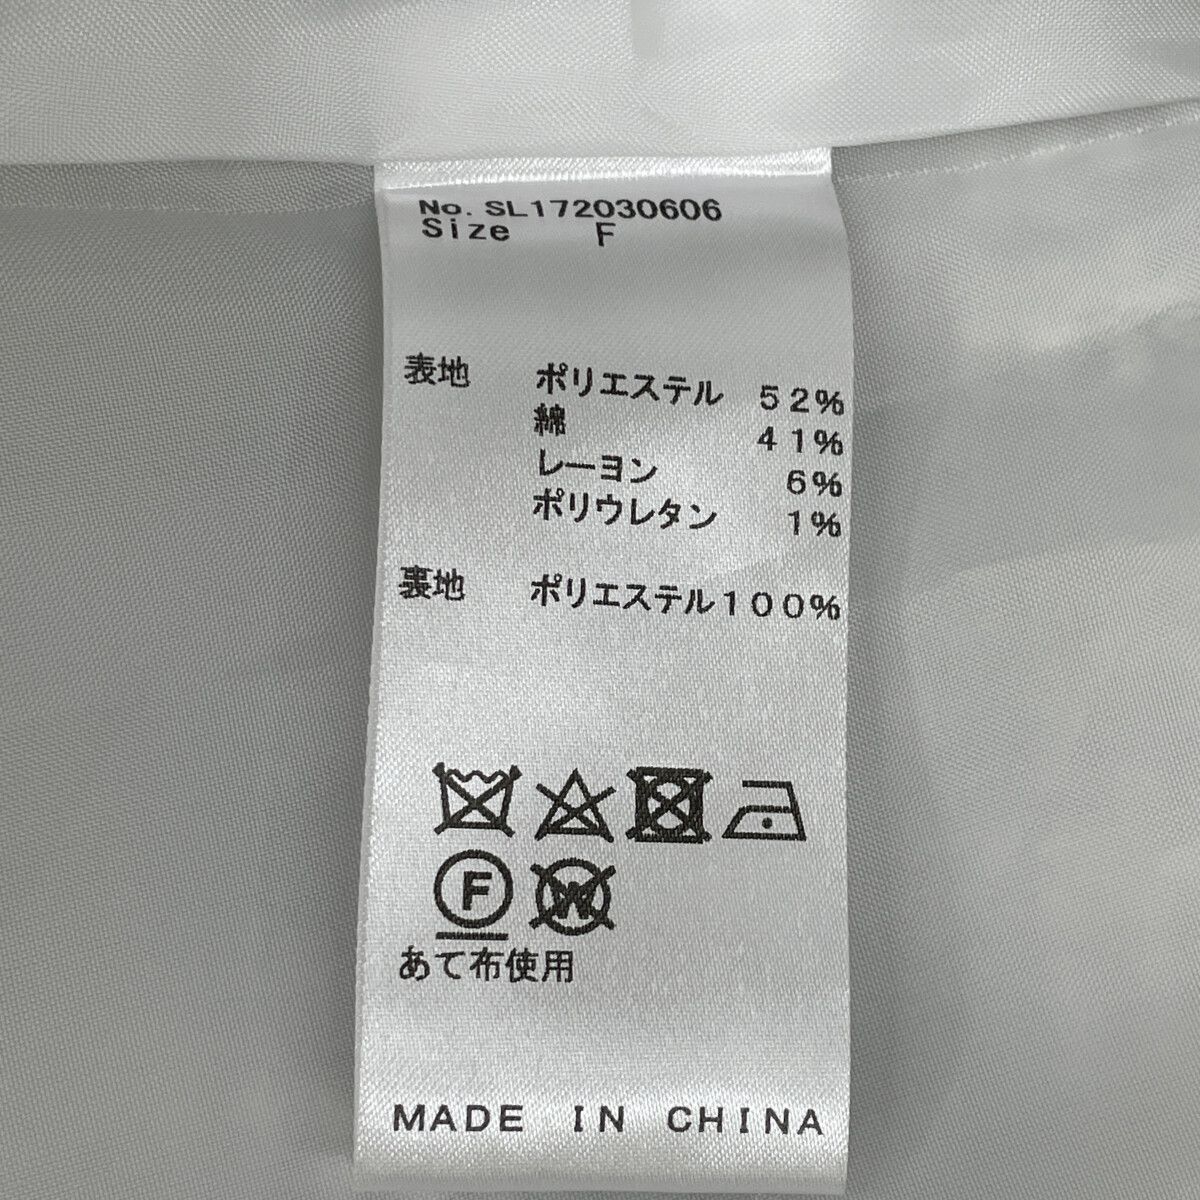 No. SL172030606
Size F
表地 ポリエステル 52%
綿 41%
レーヨン 6%
ポリウレタン 1%
裏地 ポリエステル100%
F W
あて布使用
MADE IN CHINA